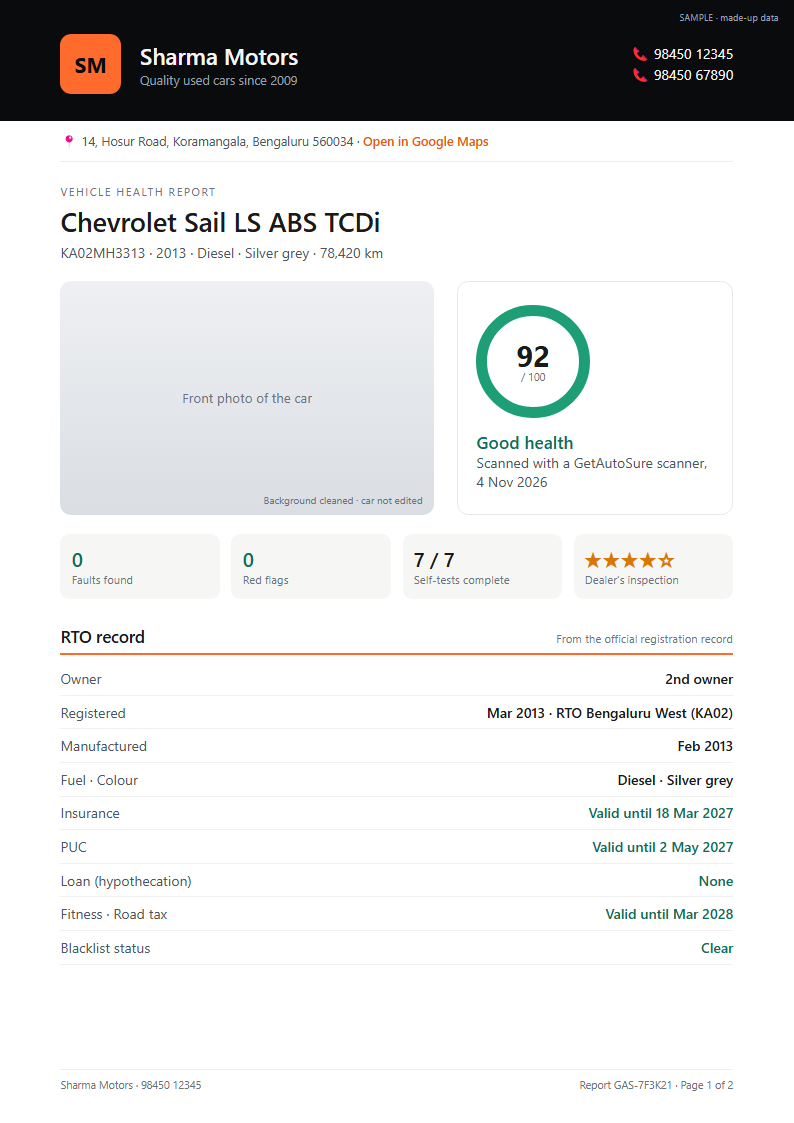 SAMPLE · made-up data
SM
Sharma Motors
Quality used cars since 2009
98450 12345
98450 67890
14, Hosur Road, Koramangala, Bengaluru 560034 · Open in Google Maps
VEHICLE HEALTH REPORT
Chevrolet Sail LS ABS TCDi
KA02MH3313 · 2013 · Diesel · Silver grey · 78,420 km
Front photo of the car
Background cleaned · car not edited
92
/ 100
Good health
Scanned with a GetAutoSure scanner,
4 Nov 2026
0
Faults found
0
Red flags
7 / 7
Self-tests complete
★★★★☆
Dealer's inspection
RTO record From the official registration record
Owner 2nd owner
Registered Mar 2013 · RTO Bengaluru West (KA02)
Manufactured Feb 2013
Fuel · Colour Diesel · Silver grey
Insurance Valid until 18 Mar 2027
PUC Valid until 2 May 2027
Loan (hypothecation) None
Fitness · Road tax Valid until Mar 2028
Blacklist status Clear
Sharma Motors · 98450 12345 Report GAS-7F3K21 · Page 1 of 2